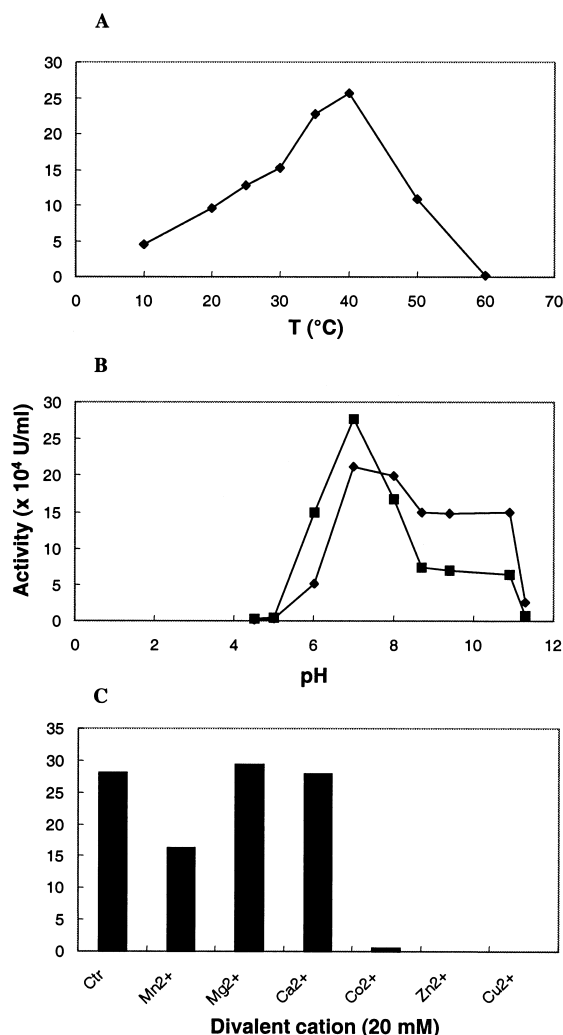 A
30
25
20
15
10
5
0
0 10 20 30 40 50 60 70
T (°C)
B
Activity (x 10⁴ U/ml)
30
25
20
15
10
5
0
0 2 4 6 8 10 12
pH
C
35
30
25
20
15
10
5
0
Ctr Mn2+ Mg2+ Ca2+ Co2+ Zn2+ Cu2+
Divalent cation (20 mM)